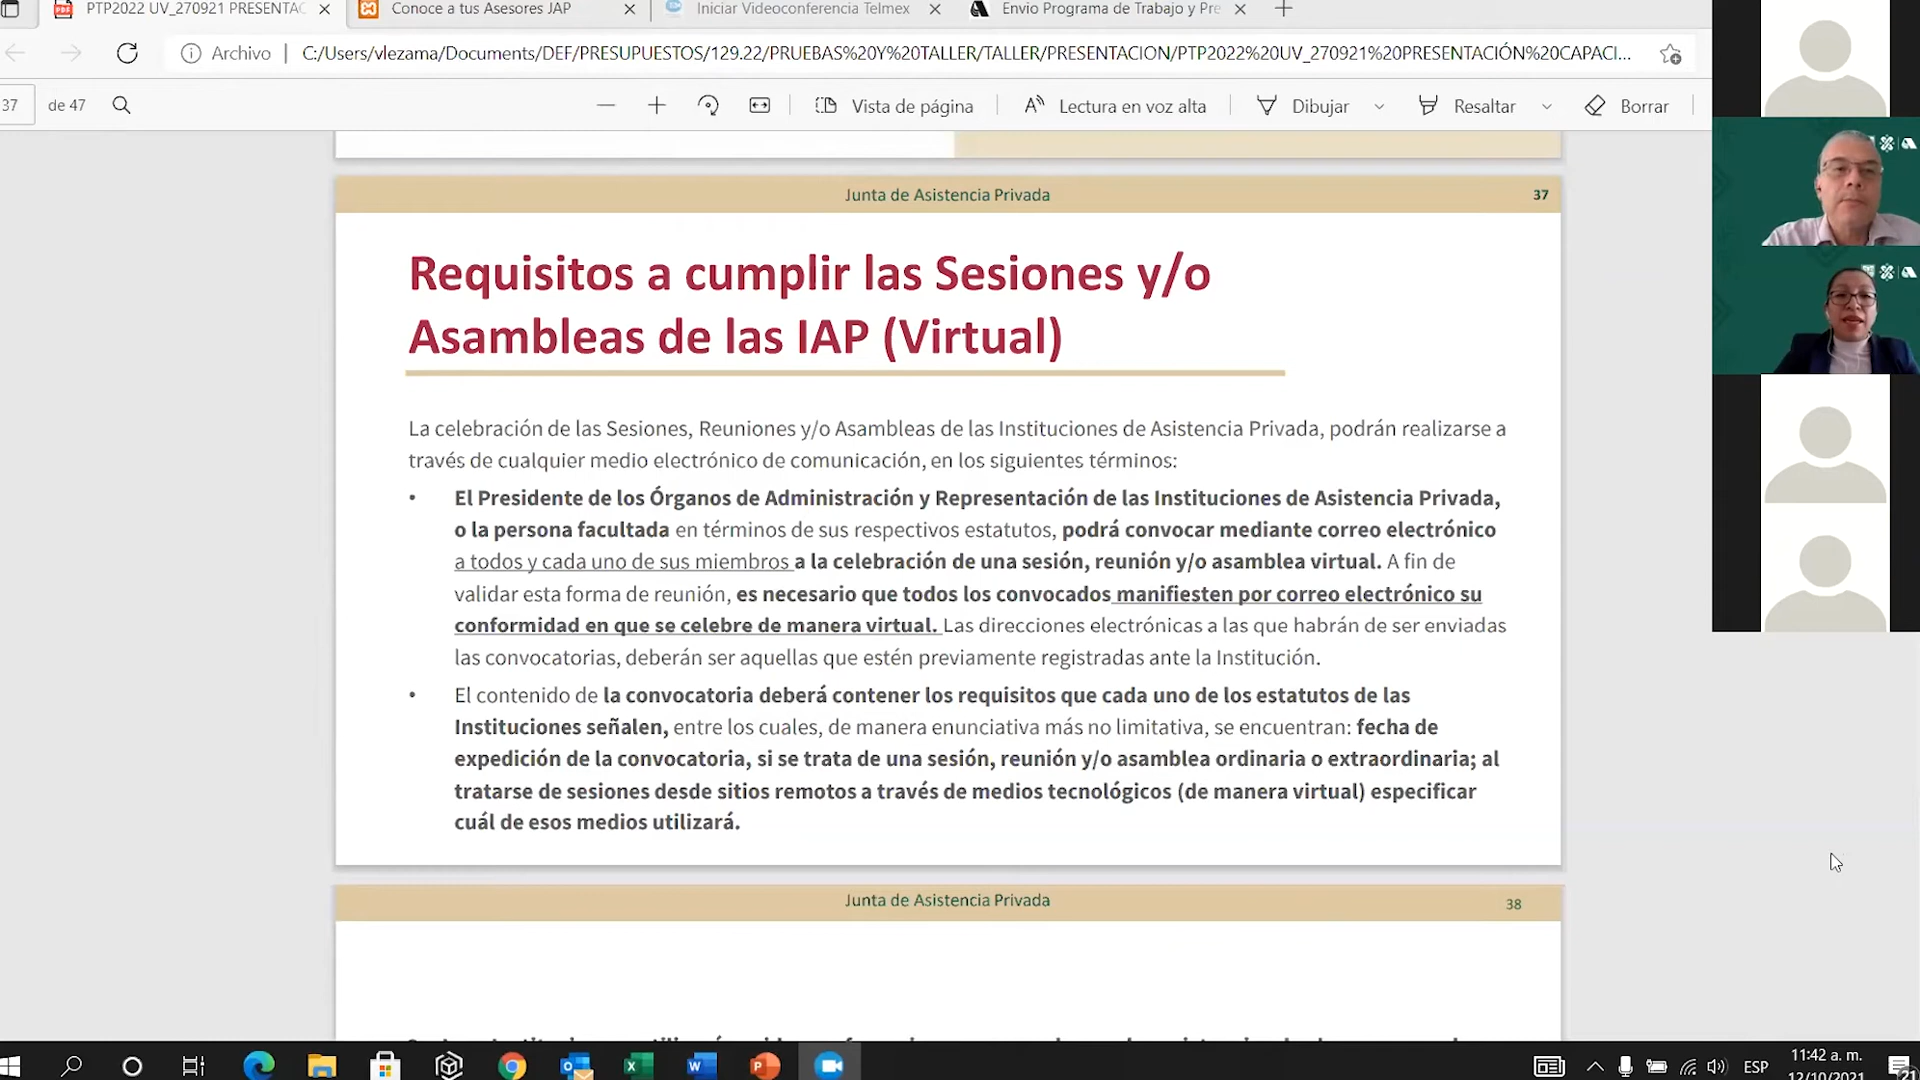 PTP2022 UV_270921 PRESENTAC
Conoce a tus Asesores JAP
Iniciar Videoconferencia Telmex
Envio Programa de Trabajo y Pre
Archivo
C:/Users/vlezama/Documents/DEF/PRESUPUESTOS/129.22/PRUEBAS%20Y%20TALLER/TALLER/PRESENTACION/PTP2022%20UV_270921%20PRESENTACIÓN%20CAPACI...
37 de 47
Vista de página
Lectura en voz alta
Dibujar
Resaltar
Borrar
Junta de Asistencia Privada
37
Requisitos a cumplir las Sesiones y/o
Asambleas de las IAP (Virtual)
La celebración de las Sesiones, Reuniones y/o Asambleas de las Instituciones de Asistencia Privada, podrán realizarse a
través de cualquier medio electrónico de comunicación, en los siguientes términos:
• El Presidente de los Órganos de Administración y Representación de las Instituciones de Asistencia Privada,
o la persona facultada en términos de sus respectivos estatutos, podrá convocar mediante correo electrónico
a todos y cada uno de sus miembros a la celebración de una sesión, reunión y/o asamblea virtual. A fin de
validar esta forma de reunión, es necesario que todos los convocados manifiesten por correo electrónico su
conformidad en que se celebre de manera virtual. Las direcciones electrónicas a las que habrán de ser enviadas
las convocatorias, deberán ser aquellas que estén previamente registradas ante la Institución.
• El contenido de la convocatoria deberá contener los requisitos que cada uno de los estatutos de las
Instituciones señalen, entre los cuales, de manera enunciativa más no limitativa, se encuentran: fecha de
expedición de la convocatoria, si se trata de una sesión, reunión y/o asamblea ordinaria o extraordinaria; al
tratarse de sesiones desde sitios remotos a través de medios tecnológicos (de manera virtual) especificar
cuál de esos medios utilizará.
Junta de Asistencia Privada
38
ESP
11:42 a. m.
12/10/2021
21